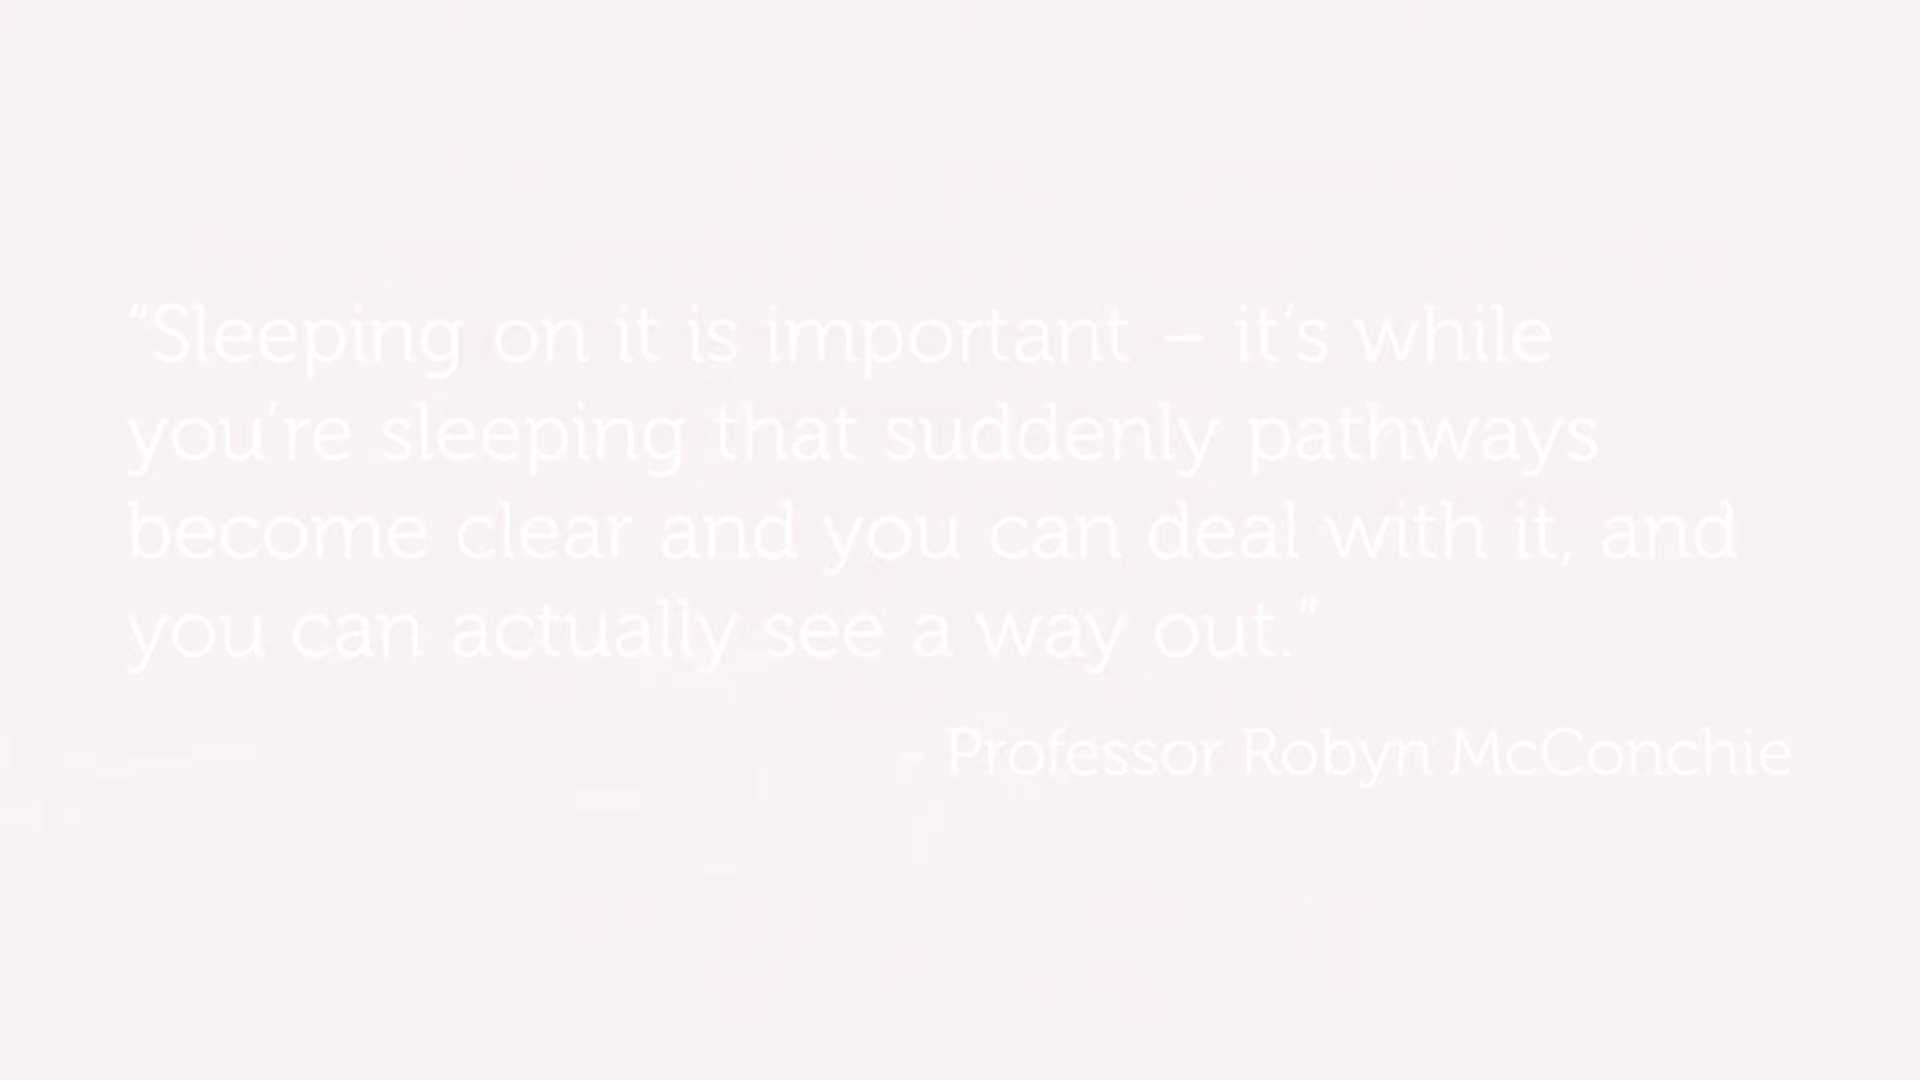 “Sleeping on it is important – it’s while
you’re sleeping that suddenly pathways
become clear and you can deal with it, and
you can actually see a way out.”
- Professor Robyn McConchie